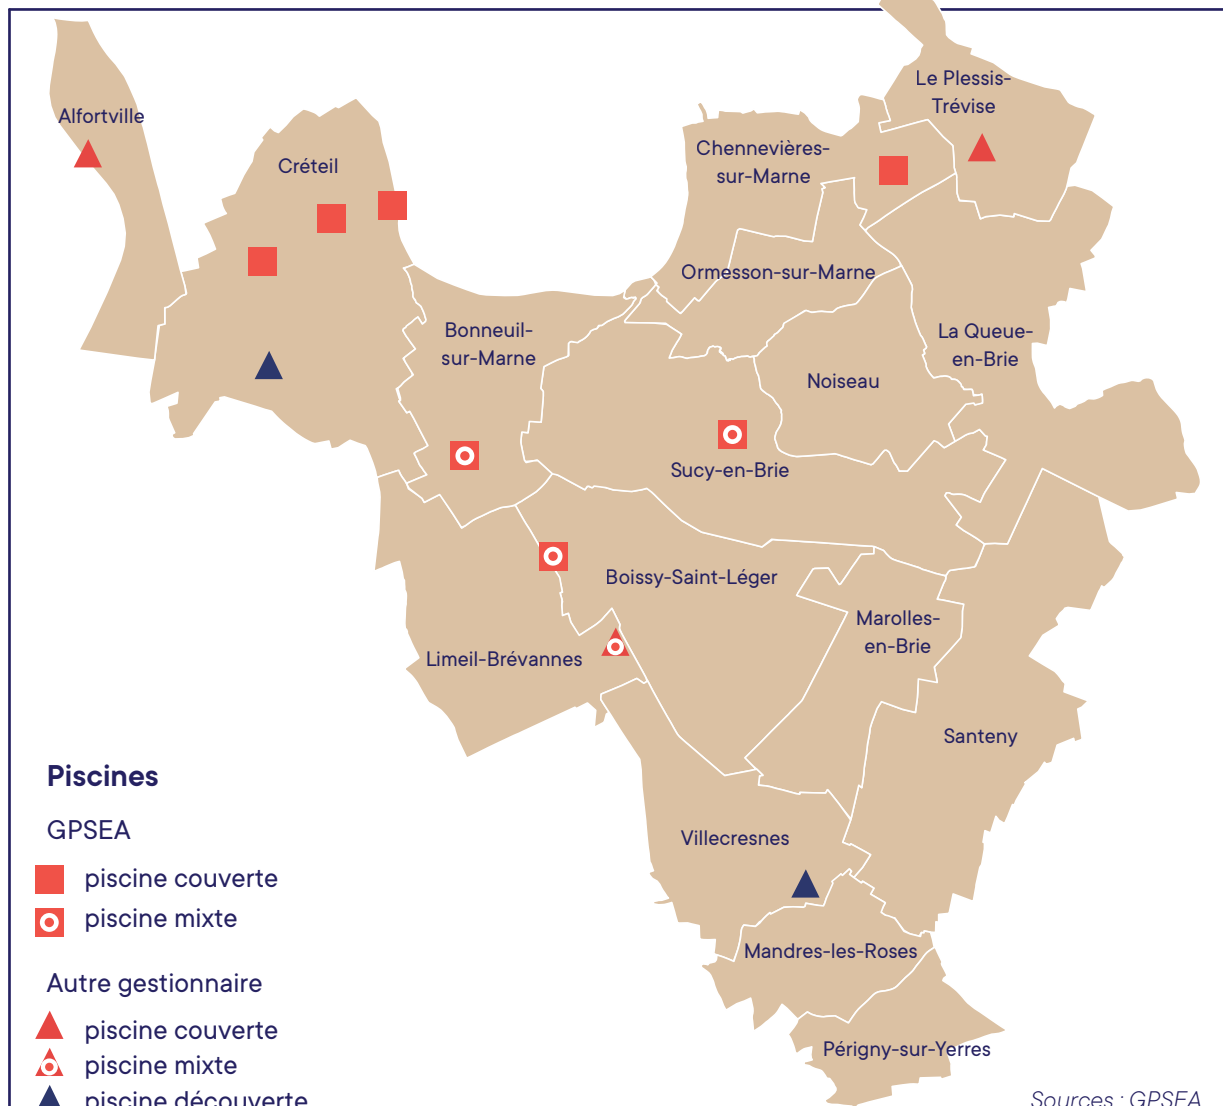 Le Plessis-
Trévise
Alfortville
Chennevières-
sur-Marne
Créteil
Ormesson-sur-Marne
Bonneuil-
sur-Marne
La Queue-
en-Brie
Noiseau
Sucy-en-Brie
Boissy-Saint-Léger
Marolles-
en-Brie
Limeil-Brévannes
Santeny
Villecresnes
Mandres-les-Roses
Périgny-sur-Yerres
Piscines
GPSEA
piscine couverte
piscine mixte
Autre gestionnaire
piscine couverte
piscine mixte
piscine découverte
Sources : GPSEA